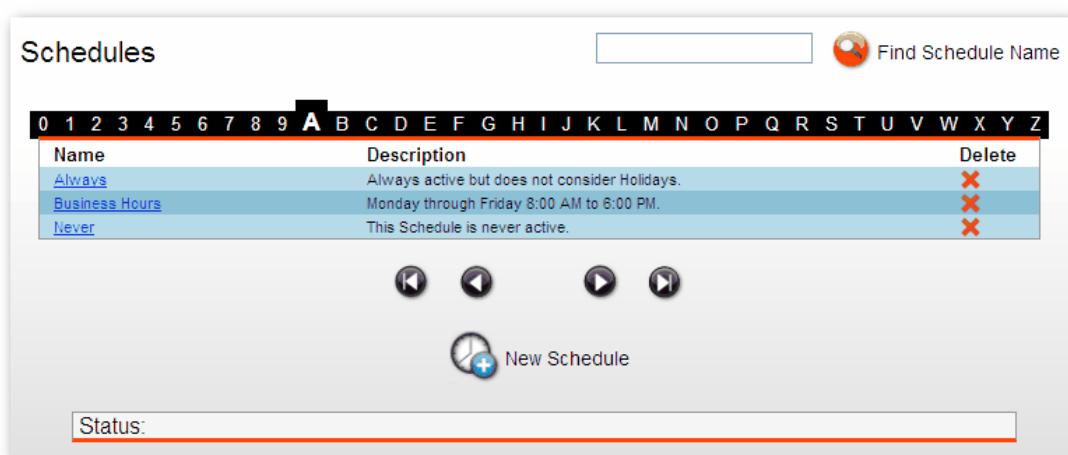 Schedules
Find Schedule Name
0 1 2 3 4 5 6 7 8 9 A B C D E F G H I J K L M N O P Q R S T U V W X Y Z
Name Description Delete
Always Always active but does not consider Holidays.
Business Hours Monday through Friday 8:00 AM to 6:00 PM.
Never This Schedule is never active.
New Schedule
Status: